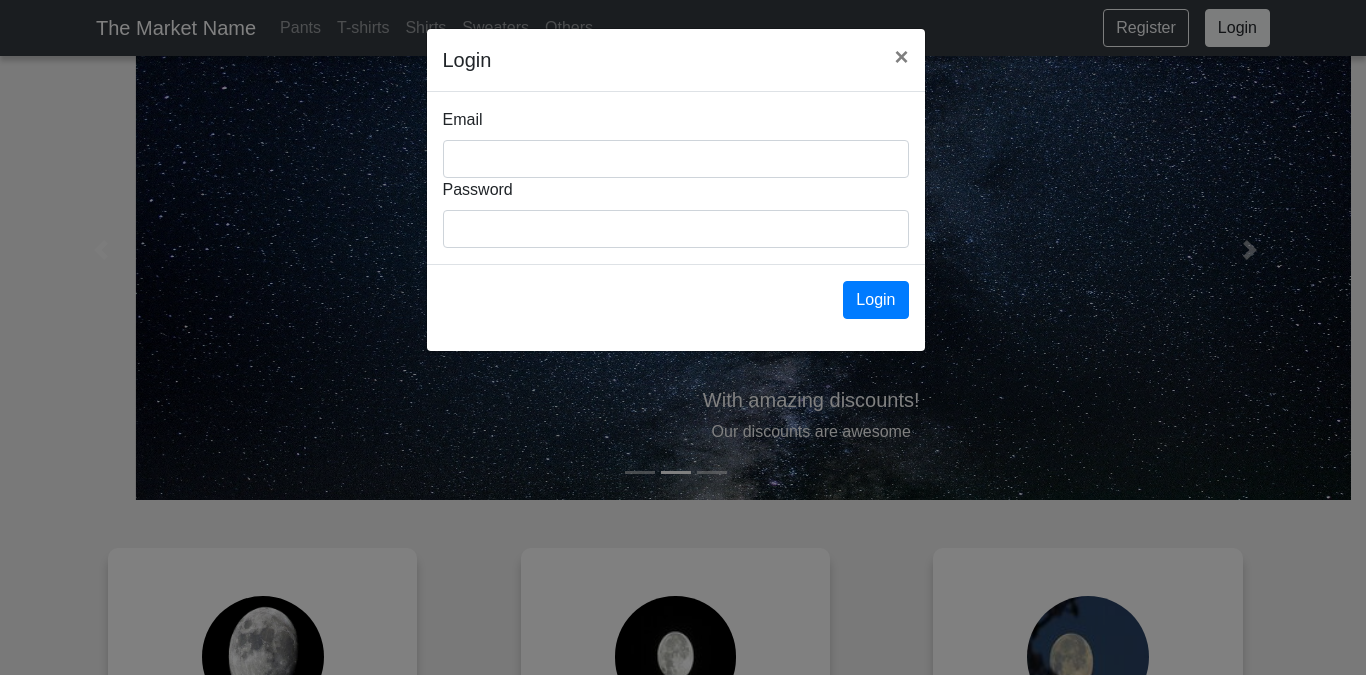 The Market Name Pants T-shirts Shirts Sweaters Others Register Login
Login ×
Email
Password
Login
With amazing discounts!
Our discounts are awesome